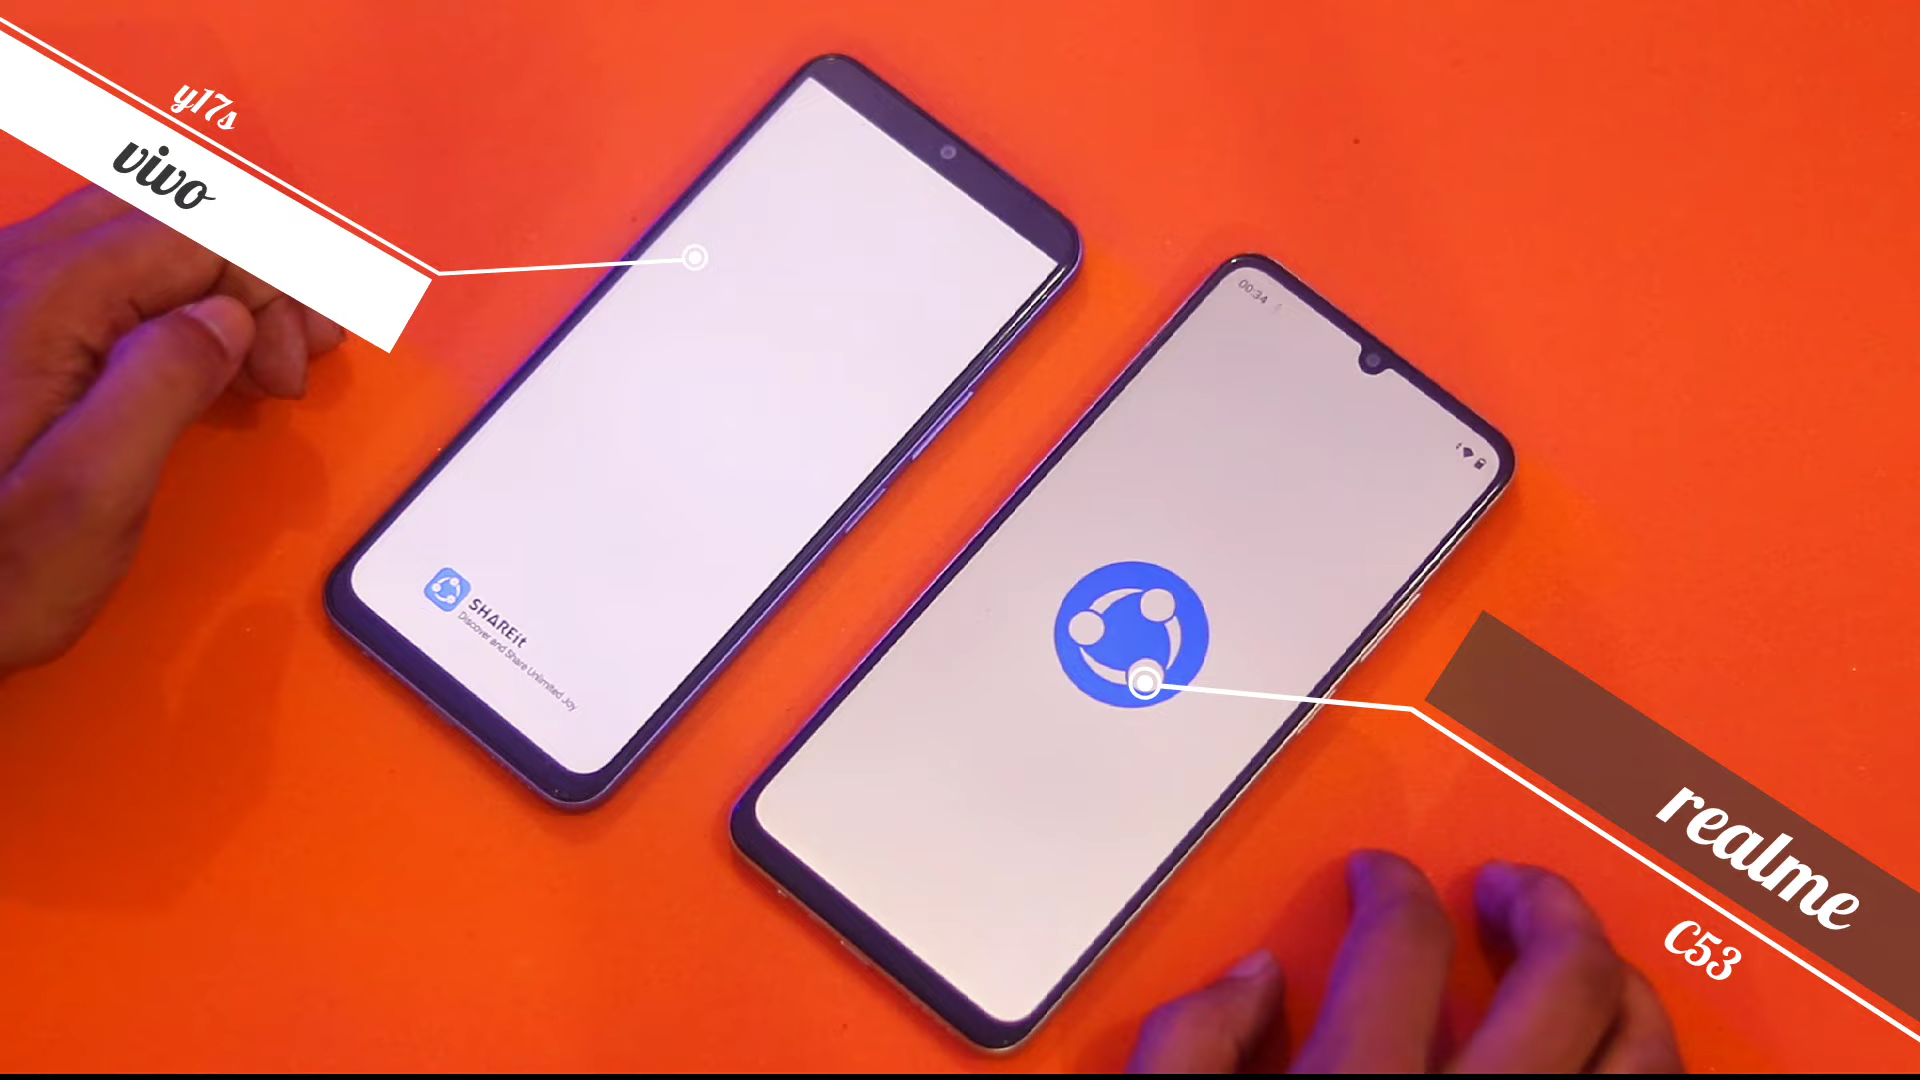 y17s
vivo
00:34
SHAREit
Discover and Share Unlimited Joy
realme
C53